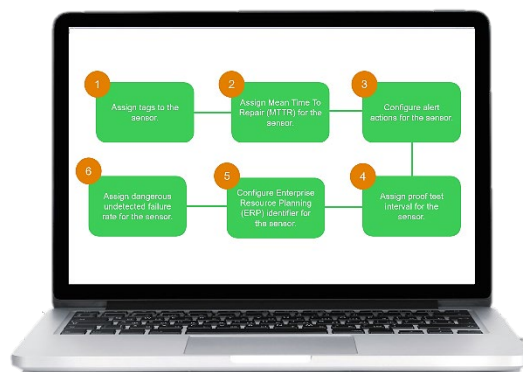 1
Assign tags to the
sensor.
2
Assign Mean Time To
Repair (MTTR) for the
sensor.
3
Configure alert
actions for the sensor.
4
Assign proof test
interval for the
sensor.
5
Configure Enterprise
Resource Planning
(ERP) identifier for
the sensor.
6
Assign dangerous
undetected failure
rate for the sensor.